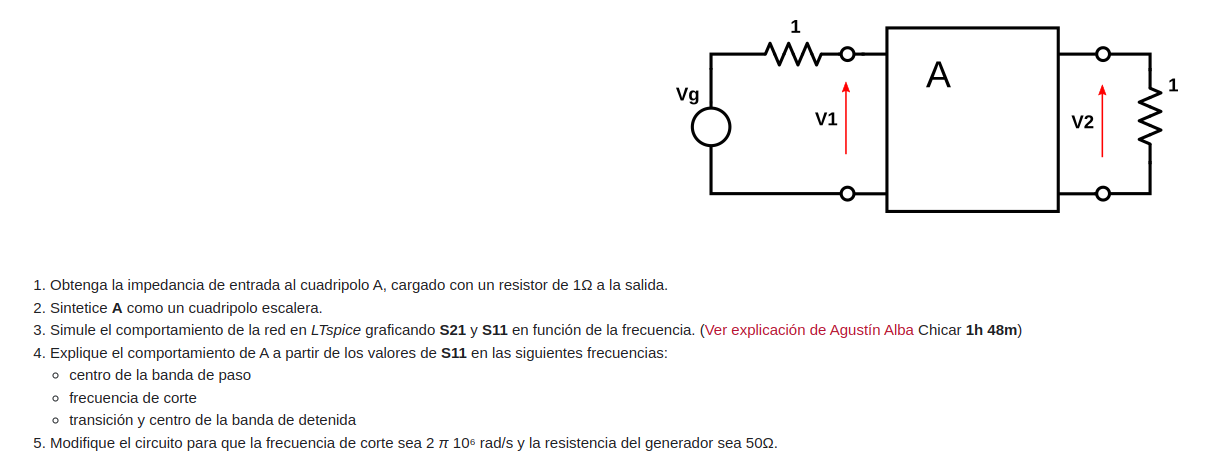 1
A
Vg
1
V1
V2
1. Obtenga la impedancia de entrada al cuadripolo A, cargado con un resistor de 1Ω a la salida.
2. Sintetice A como un cuadripolo escalera.
3. Simule el comportamiento de la red en LTspice graficando S21 y S11 en función de la frecuencia. (Ver explicación de Agustín Alba Chicar 1h 48m)
4. Explique el comportamiento de A a partir de los valores de S11 en las siguientes frecuencias:
centro de la banda de paso
frecuencia de corte
transición y centro de la banda de detenida
5. Modifique el circuito para que la frecuencia de corte sea 2 π 10⁶ rad/s y la resistencia del generador sea 50Ω.